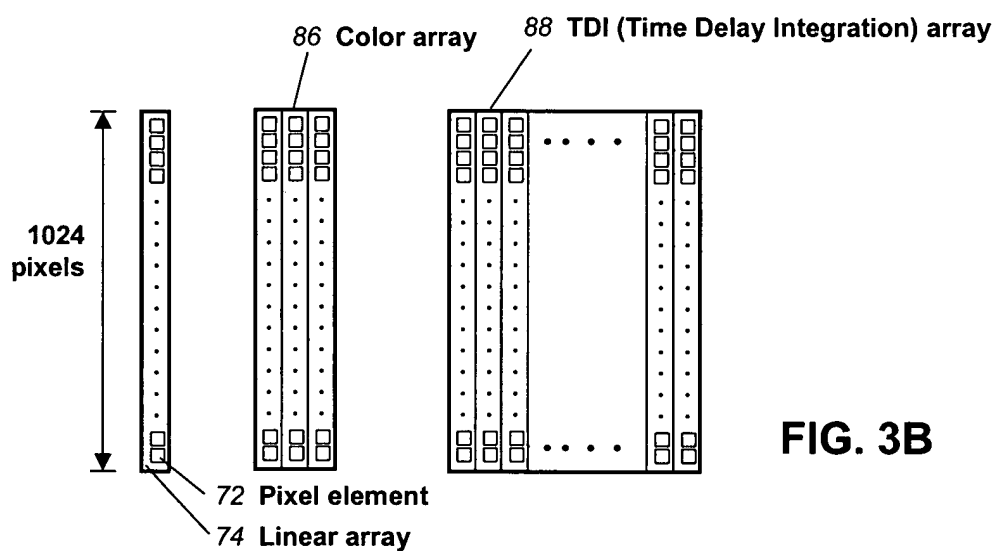 86 Color array
88 TDI (Time Delay Integration) array
1024
pixels
FIG. 3B
72 Pixel element
74 Linear array